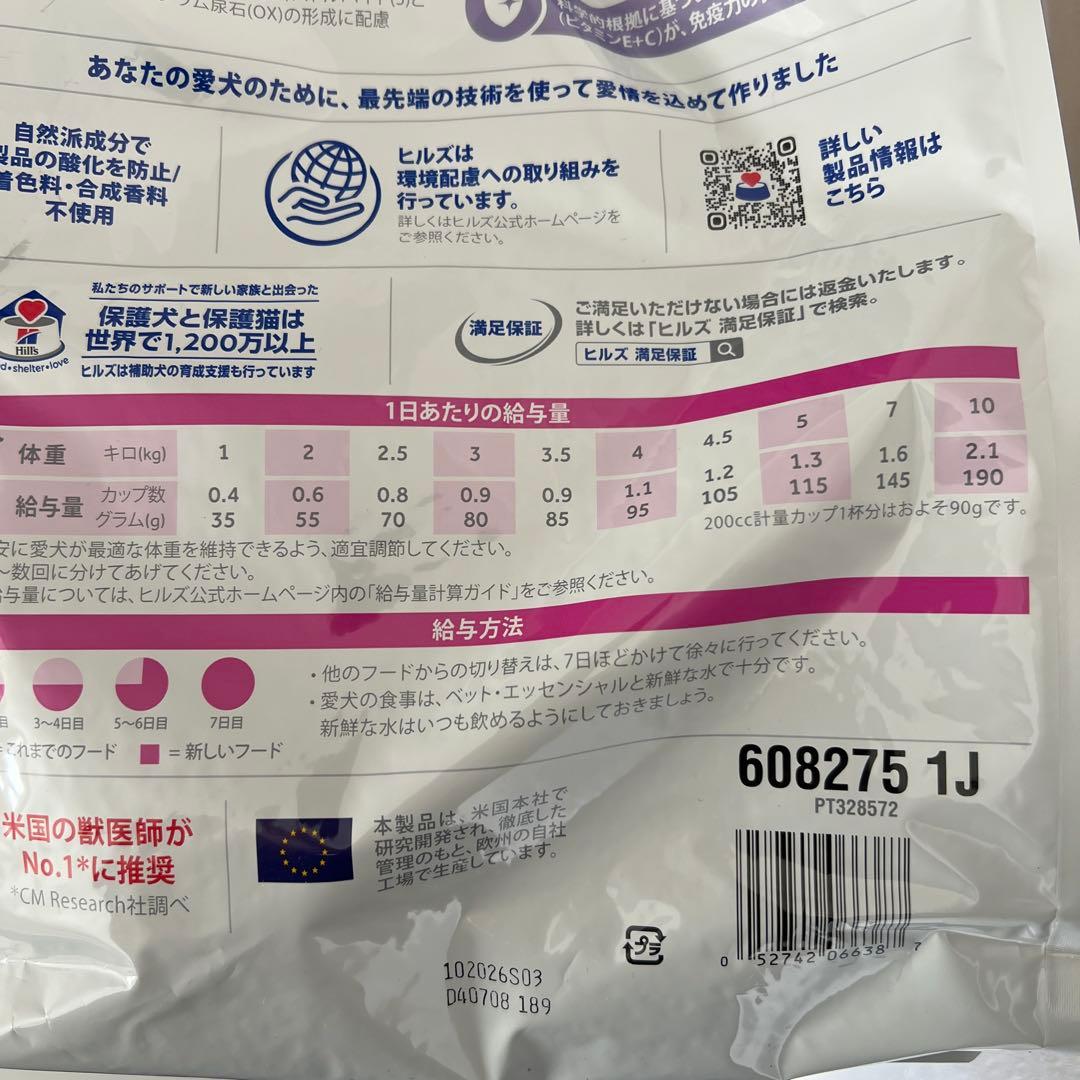 ラム尿石(OX)の形成に配慮
科学的根拠に基づ
(ビタミンE+C)が、免疫力の
あなたの愛犬のために、最先端の技術を使って愛情を込めて作りました
自然派成分で
製品の酸化を防止/
着色料・合成香料
不使用
ヒルズは
環境配慮への取り組みを
行っています。
詳しくはヒルズ公式ホームページを
ご参照ください。
詳しい
製品情報は
こちら
Hill's
d・shelter・love
私たちのサポートで新しい家族と出会った
保護犬と保護猫は
世界で1,200万以上
ヒルズは補助犬の育成支援も行っています
満足保証
ご満足いただけない場合には返金いたします。
詳しくは「ヒルズ 満足保証」で検索。
ヒルズ 満足保証
1日あたりの給与量
体重 キロ(kg) 1 2 2.5 3 3.5 4 4.5 5 7 10
給与量 カップ数 0.4 0.6 0.8 0.9 0.9 1.1 1.2 1.3 1.6 2.1
グラム(g) 35 55 70 80 85 95 105 115 145 190
200cc計量カップ1杯分はおよそ90gです。
安に愛犬が最適な体重を維持できるよう、適宜調節してください。
〜数回に分けてあげてください。
給与量については、ヒルズ公式ホームページ内の「給与量計算ガイド」をご参照ください。
給与方法
目 3〜4日目 5〜6日目 7日目
=これまでのフード =新しいフード
・他のフードからの切り替えは、7日ほどかけて徐々に行ってください。
・愛犬の食事は、ベット・エッセンシャルと新鮮な水で十分です。
新鮮な水はいつも飲めるようにしておきましょう。
608275 1J
PT328572
米国の獣医師が
No.1*に推奨
*CM Research社調べ
本製品は、米国本社で
研究開発され、徹底した
管理のもと、欧州の自社
工場で生産しています。
プラ
0 52742 06638 7
102026S03
D40708 189